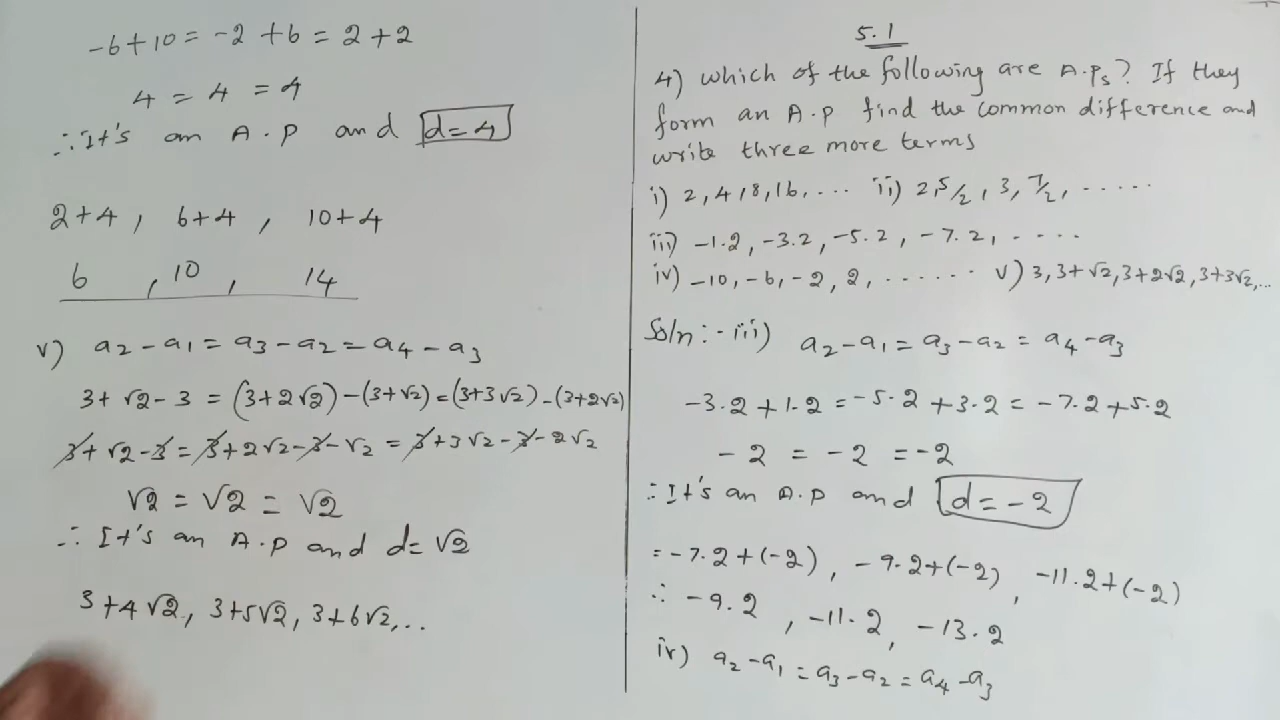 -6+10 = -2+6 = 2+2
4 = 4 = 4
∴ It's an A.P and d=4
2+4, 6+4, 10+4
6, 10, 14
v) a2-a1 = a3-a2 = a4-a3
3+√2-3 = (3+2√2)-(3+√2) = (3+3√2)-(3+2√2)
3+√2-3 = 3+2√2-3-√2 = 3+3√2-3-2√2
√2 = √2 = √2
∴ It's an A.P and d=√2
3+4√2, 3+5√2, 3+6√2,...
5.1
4) which of the following are A.Ps? If they
form an A.P find the common difference and
write three more terms
i) 2, 4, 8, 16, ... ii) 2, 5/2, 3, 7/2, .....
iii) -1.2, -3.2, -5.2, -7.2, ....
iv) -10, -6, -2, 2, ...... v) 3, 3+√2, 3+2√2, 3+3√2,...
Soln:- iii) a2-a1 = a3-a2 = a4-a3
-3.2+1.2 = -5.2+3.2 = -7.2+5.2
-2 = -2 = -2
∴ It's an A.P and d=-2
= -7.2+(-2), -9.2+(-2), -11.2+(-2)
∴ -9.2, -11.2, -13.2
iv) a2-a1 = a3-a2 = a4-a3